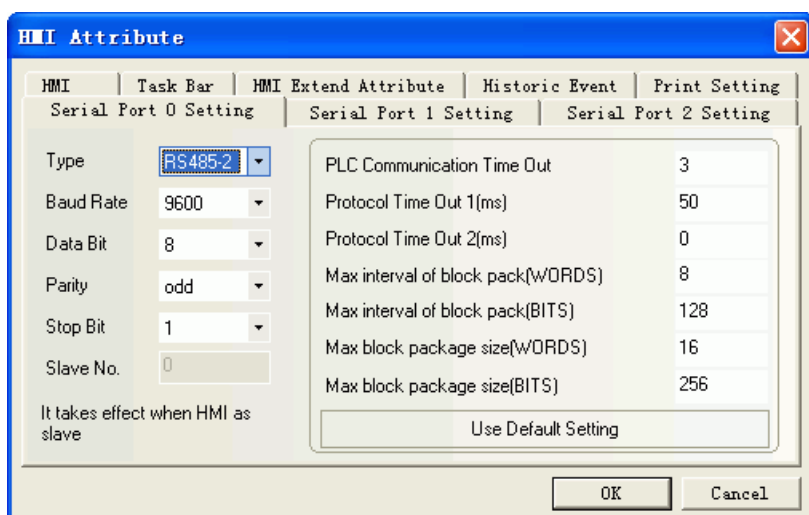 HMI Attribute
HMI Task Bar HMI Extend Attribute Historic Event Print Setting
Serial Port 0 Setting Serial Port 1 Setting Serial Port 2 Setting
Type RS485-2
Baud Rate 9600
Data Bit 8
Parity odd
Stop Bit 1
Slave No. 0
It takes effect when HMI as
slave
PLC Communication Time Out 3
Protocol Time Out 1(ms) 50
Protocol Time Out 2(ms) 0
Max interval of block pack(WORDS) 8
Max interval of block pack(BITS) 128
Max block package size(WORDS) 16
Max block package size(BITS) 256
Use Default Setting
OK Cancel